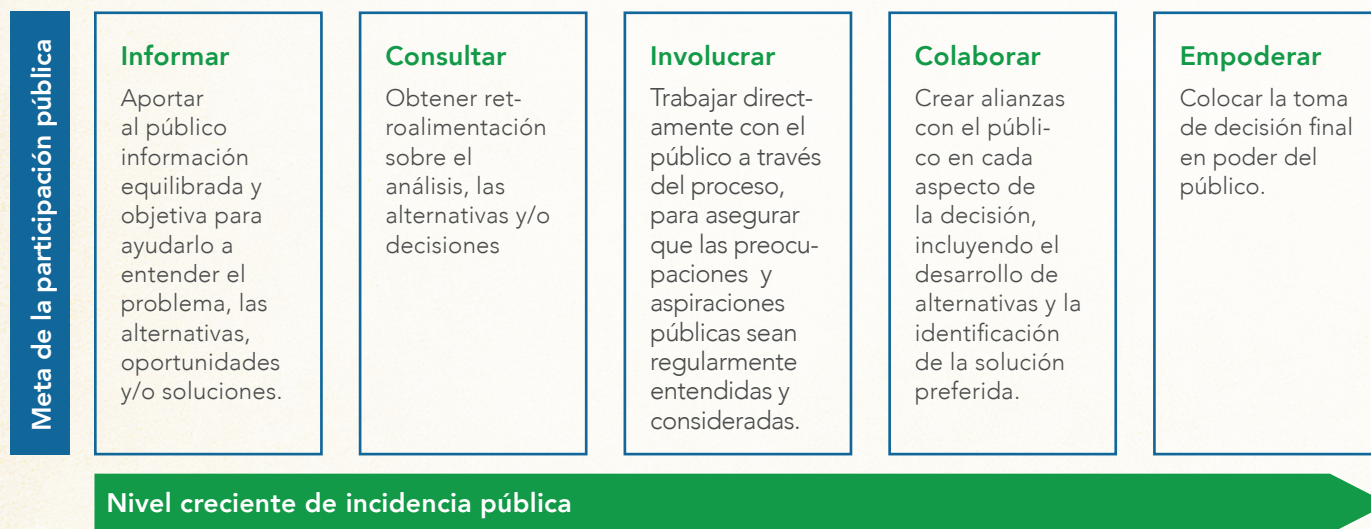 Meta de la participación pública
Informar
Aportar
al público
información
equilibrada y
objetiva para
ayudarlo a
entender el
problema, las
alternativas,
oportunidades
y/o soluciones.
Consultar
Obtener ret-
roalimentación
sobre el
análisis, las
alternativas y/o
decisiones
Involucrar
Trabajar direct-
amente con el
público a través
del proceso,
para asegurar
que las preocu-
paciones y
aspiraciones
públicas sean
regularmente
entendidas y
consideradas.
Colaborar
Crear alianzas
con el públi-
co en cada
aspecto de
la decisión,
incluyendo el
desarrollo de
alternativas y la
identificación
de la solución
preferida.
Empoderar
Colocar la toma
de decisión final
en poder del
público.
Nivel creciente de incidencia pública